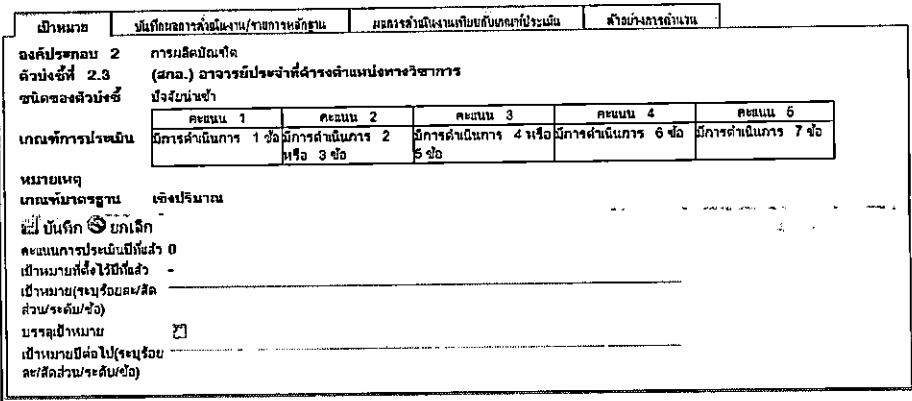 เป้าหมาย บันทึกผลการดำเนินงาน/รายการหลักฐาน ผลการดำเนินงานเทียบกับเกณฑ์ประเมิน ตัวอย่างการคำนวน
องค์ประกอบ 2 การผลิตบัณฑิต
ตัวบ่งชี้ที่ 2.3 (สกอ.) อาจารย์ประจำที่ดำรงตำแหน่งทางวิชาการ
ชนิดของตัวบ่งชี้ ปัจจัยนำเข้า
คะแนน 1 คะแนน 2 คะแนน 3 คะแนน 4 คะแนน 5
เกณฑ์การประเมิน มีการดำเนินการ 1 ข้อ มีการดำเนินการ 2 มีการดำเนินการ 4 หรือ มีการดำเนินการ 6 ข้อ มีการดำเนินการ 7 ข้อ
หรือ 3 ข้อ 5 ข้อ
หมายเหตุ
เกณฑ์มาตรฐาน เชิงปริมาณ
บันทึก ยกเลิก
คะแนนการประเมินปีที่แล้ว 0
เป้าหมายที่ตั้งไว้ปีที่แล้ว -
เป้าหมาย(ระบุร้อยละ/สัด
ส่วน/ระดับ/ข้อ)
บรรลุเป้าหมาย
เป้าหมายปีต่อไป(ระบุร้อย
ละ/สัดส่วน/ระดับ/ข้อ)